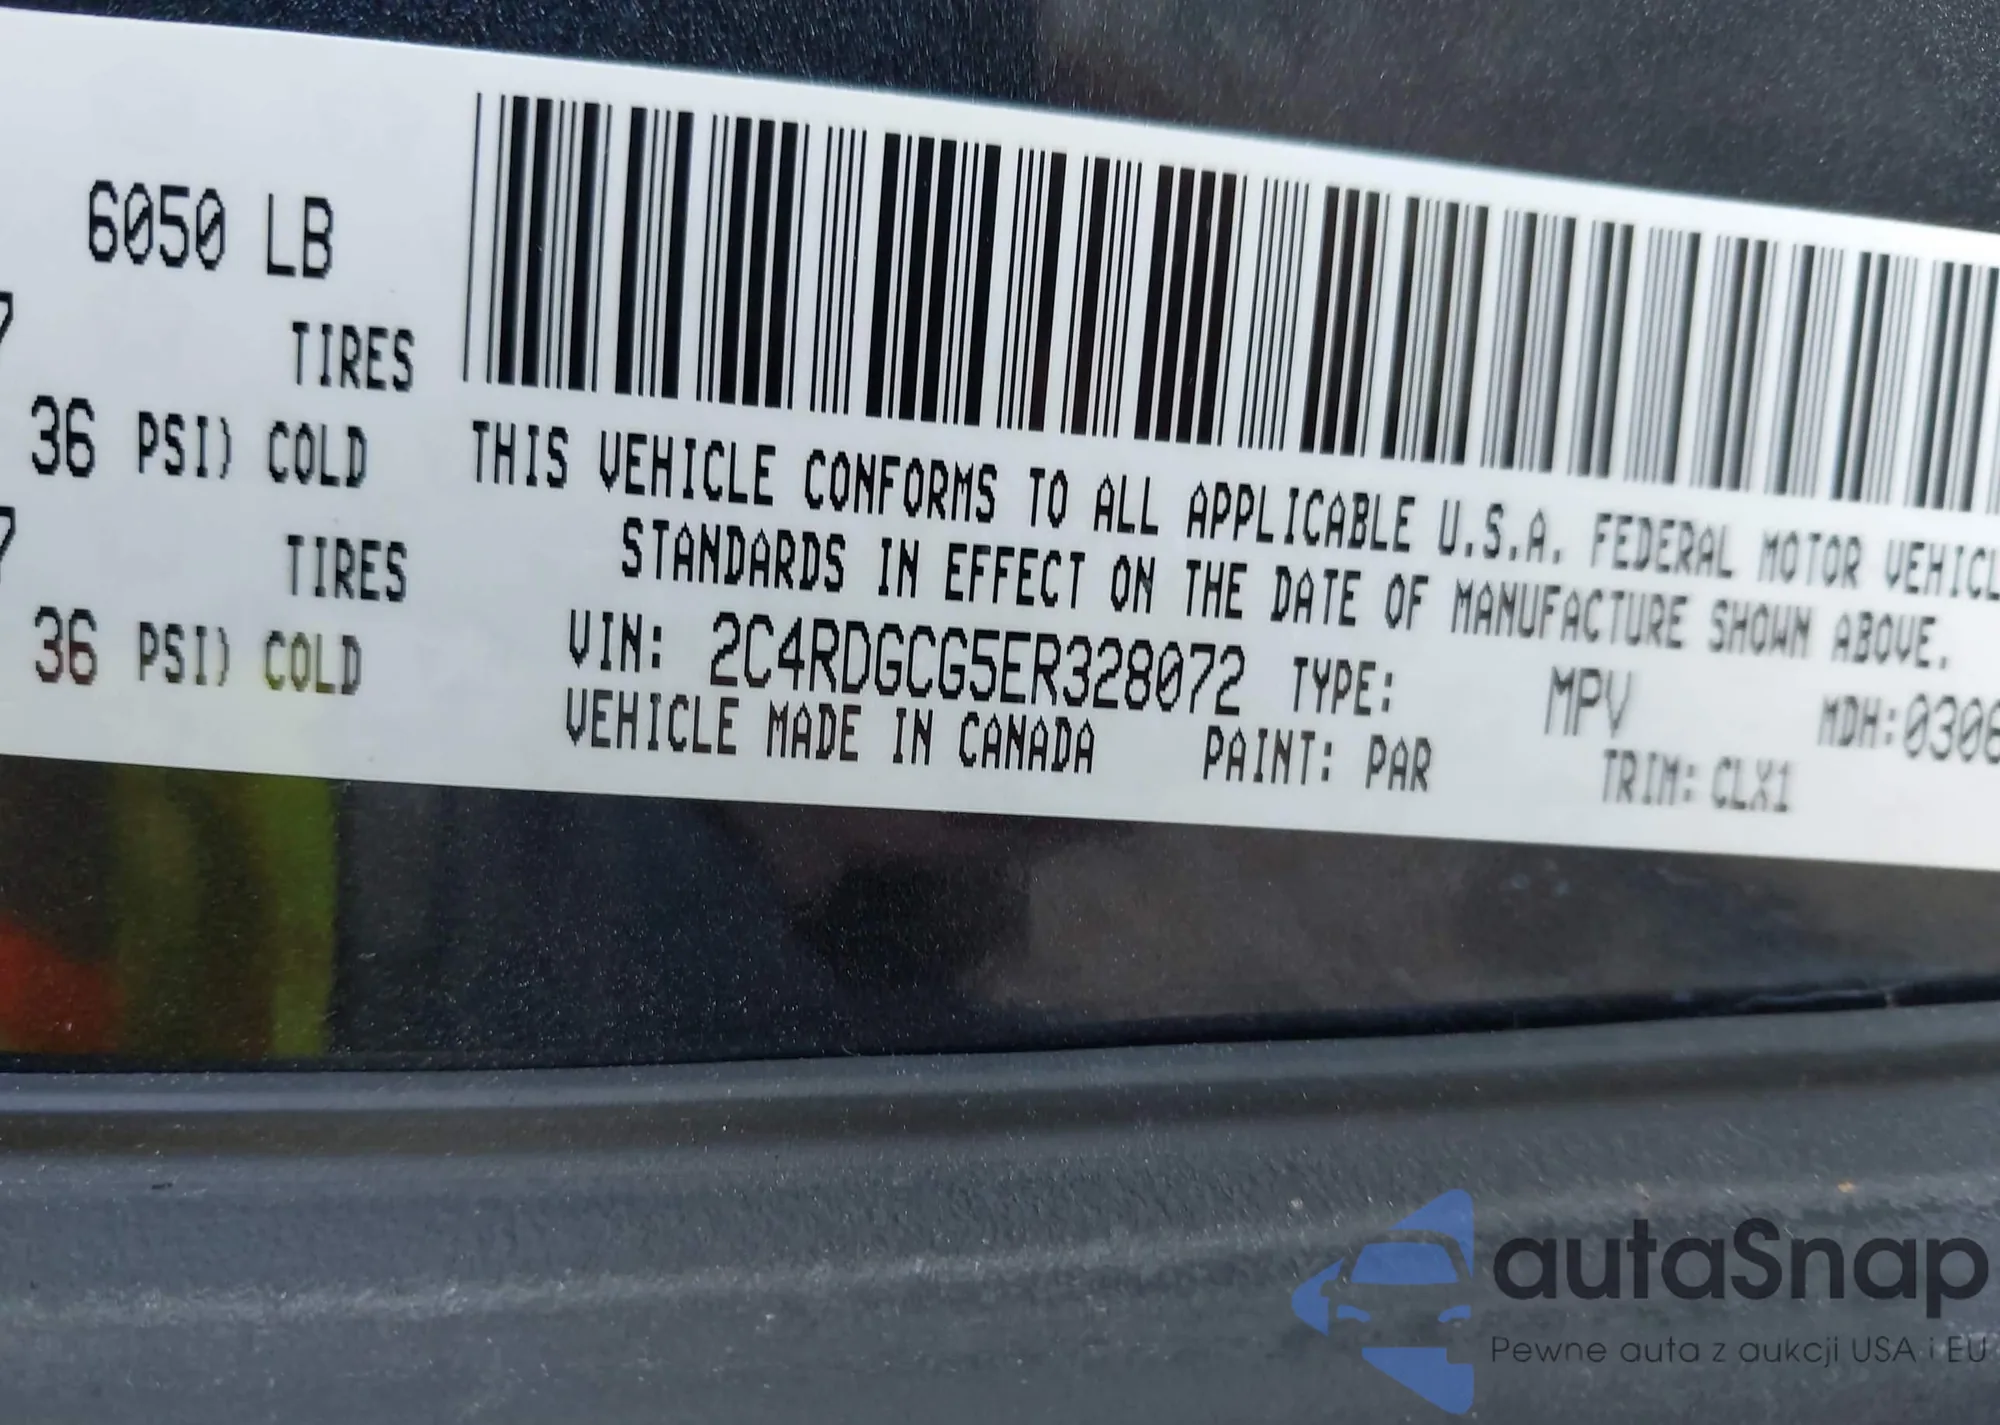 6050 LB
TIRES
36 PSI) COLD
TIRES
36 PSI) COLD
THIS VEHICLE CONFORMS TO ALL APPLICABLE U.S.A. FEDERAL MOTOR VEHICL
STANDARDS IN EFFECT ON THE DATE OF MANUFACTURE SHOWN ABOVE.
VIN: 2C4RDGCG5ER328072 TYPE: MPV MDH:0306
VEHICLE MADE IN CANADA PAINT: PAR TRIM: CLX1
autaSnap
Pewne auta z aukcji USA i EU